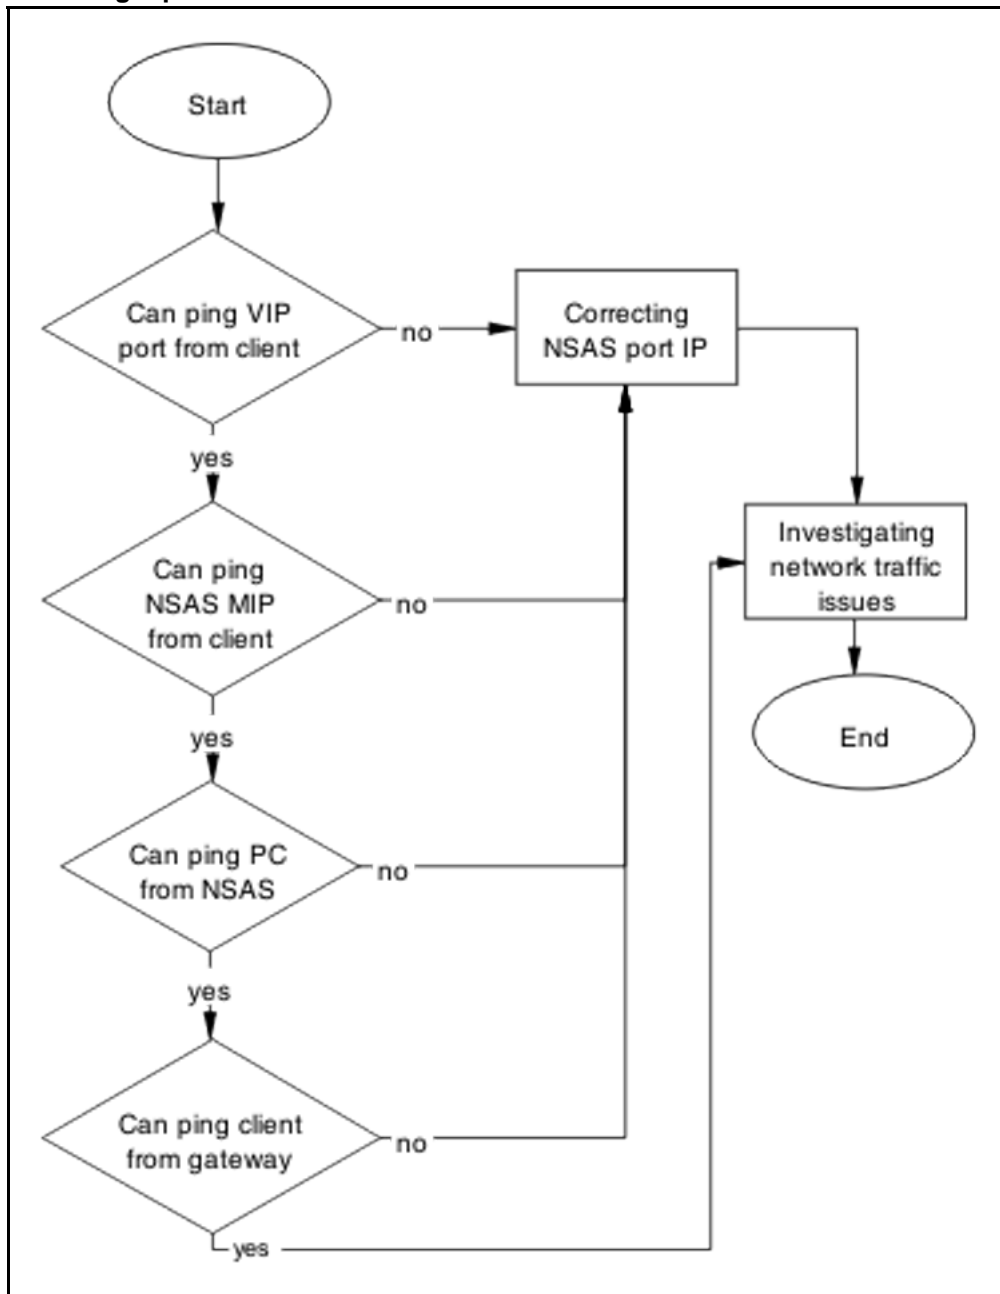 Start
Can ping VIP
port from client
no
Correcting
NSAS port IP
yes
Can ping
NSAS MIP
from client
no
Investigating
network traffic
issues
yes
End
Can ping PC
from NSAS
no
yes
Can ping client
from gateway
no
yes